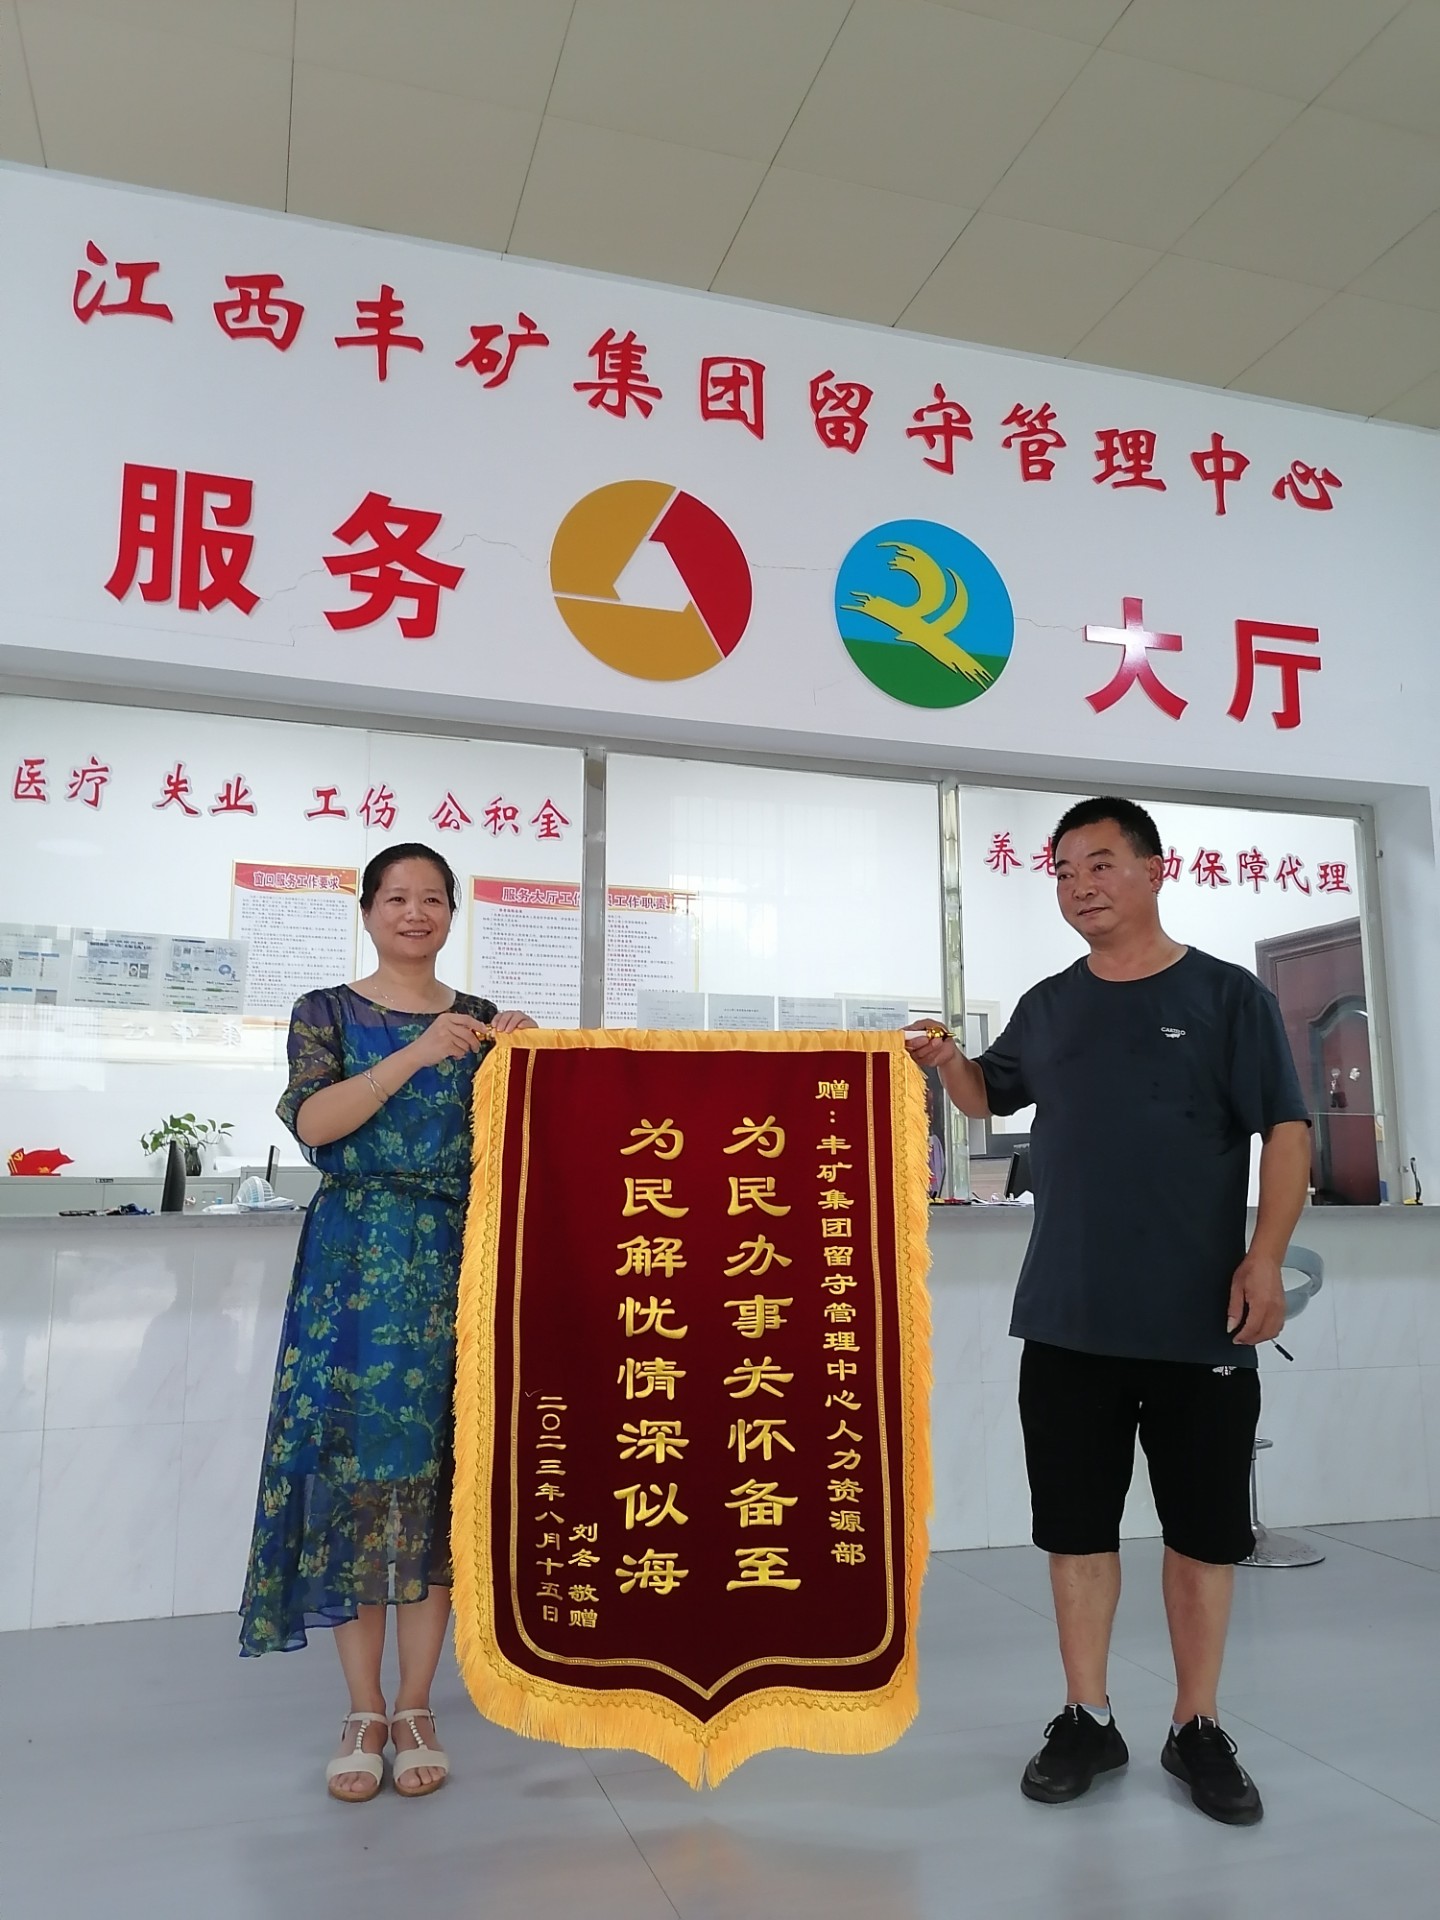 江西丰矿集团留守管理中心
服务 大厅
医疗 失业 工伤 公积金
养老 动保障代理
窗口服务工作要求
服务大厅工作 工作职责
CARTELO
赠：丰矿集团留守管理中心人力资源部
为民办事关怀备至
为民解忧情深似海
刘冬 敬赠
二〇二三年八月十五日